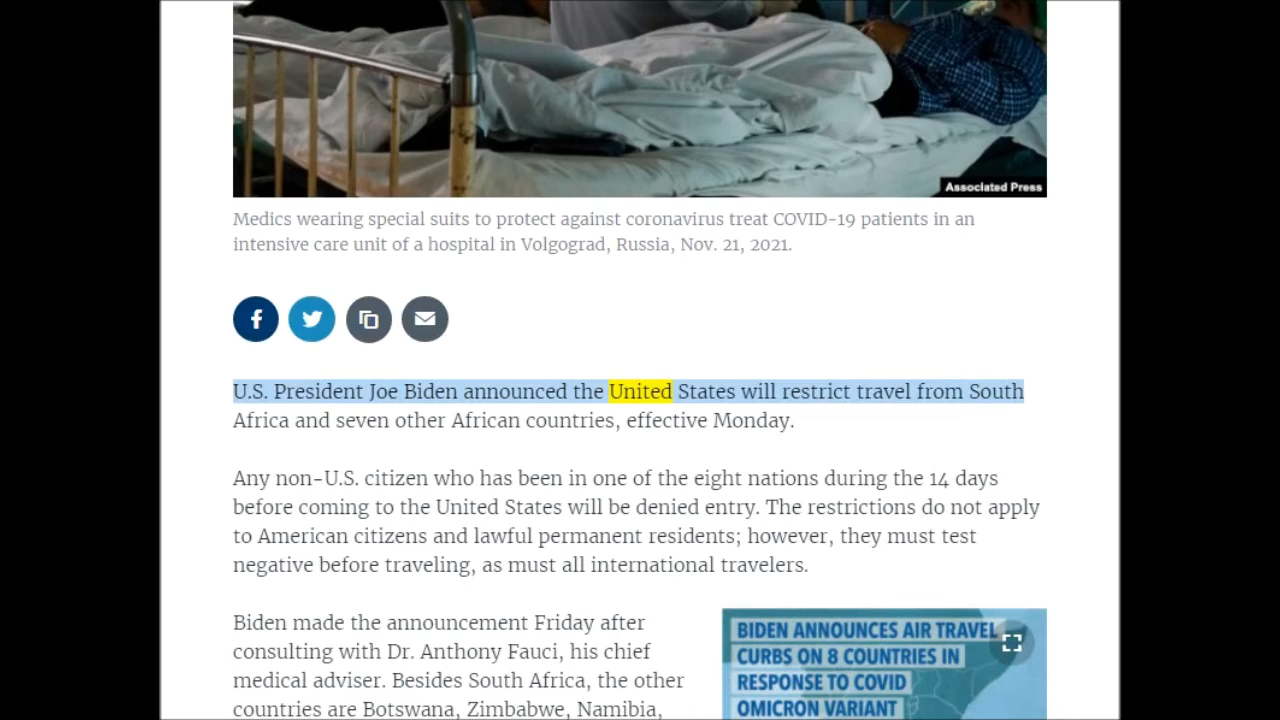 Associated Press
Medics wearing special suits to protect against coronavirus treat COVID-19 patients in an
intensive care unit of a hospital in Volgograd, Russia, Nov. 21, 2021.
U.S. President Joe Biden announced the United States will restrict travel from South
Africa and seven other African countries, effective Monday.
Any non-U.S. citizen who has been in one of the eight nations during the 14 days
before coming to the United States will be denied entry. The restrictions do not apply
to American citizens and lawful permanent residents; however, they must test
negative before traveling, as must all international travelers.
Biden made the announcement Friday after
consulting with Dr. Anthony Fauci, his chief
medical adviser. Besides South Africa, the other
countries are Botswana, Zimbabwe, Namibia,
BIDEN ANNOUNCES AIR TRAVEL
CURBS ON 8 COUNTRIES IN
RESPONSE TO COVID
OMICRON VARIANT